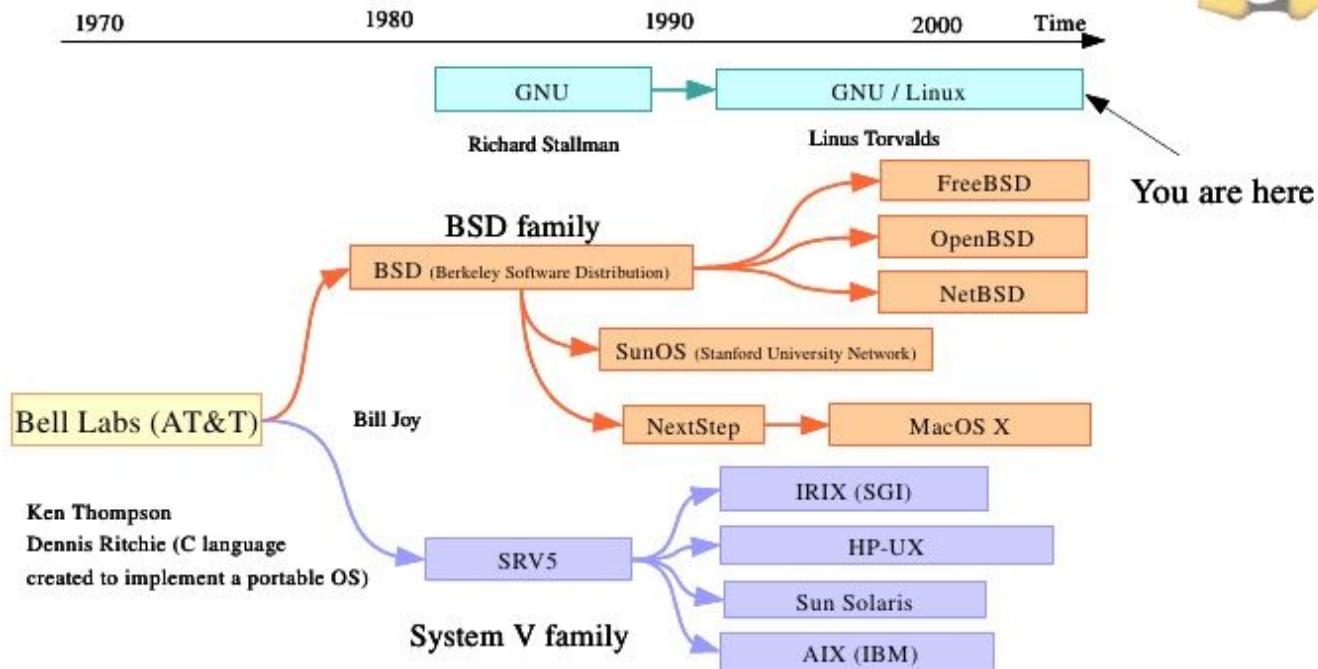 1970 1980 1990 2000 Time
GNU GNU / Linux
Richard Stallman Linus Torvalds
You are here
FreeBSD
BSD family
OpenBSD
BSD (Berkeley Software Distribution)
NetBSD
SunOS (Stanford University Network)
Bell Labs (AT&T)
Bill Joy
NextStep MacOS X
IRIX (SGI)
Ken Thompson
Dennis Ritchie (C language
created to implement a portable OS)
SRV5
HP-UX
Sun Solaris
System V family
AIX (IBM)